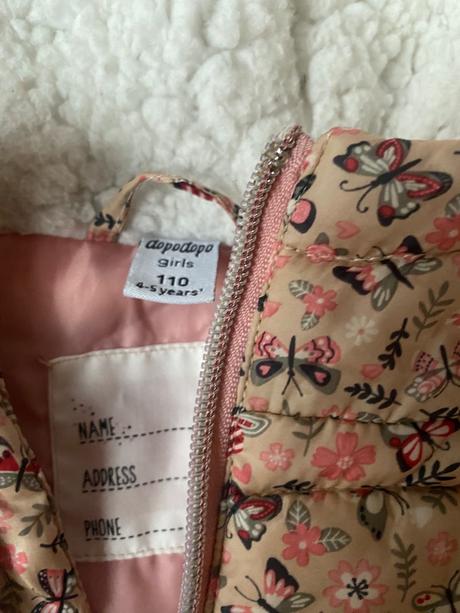 dopodopo
girls
110
4-5 years'
NAME
ADDRESS
PHONE